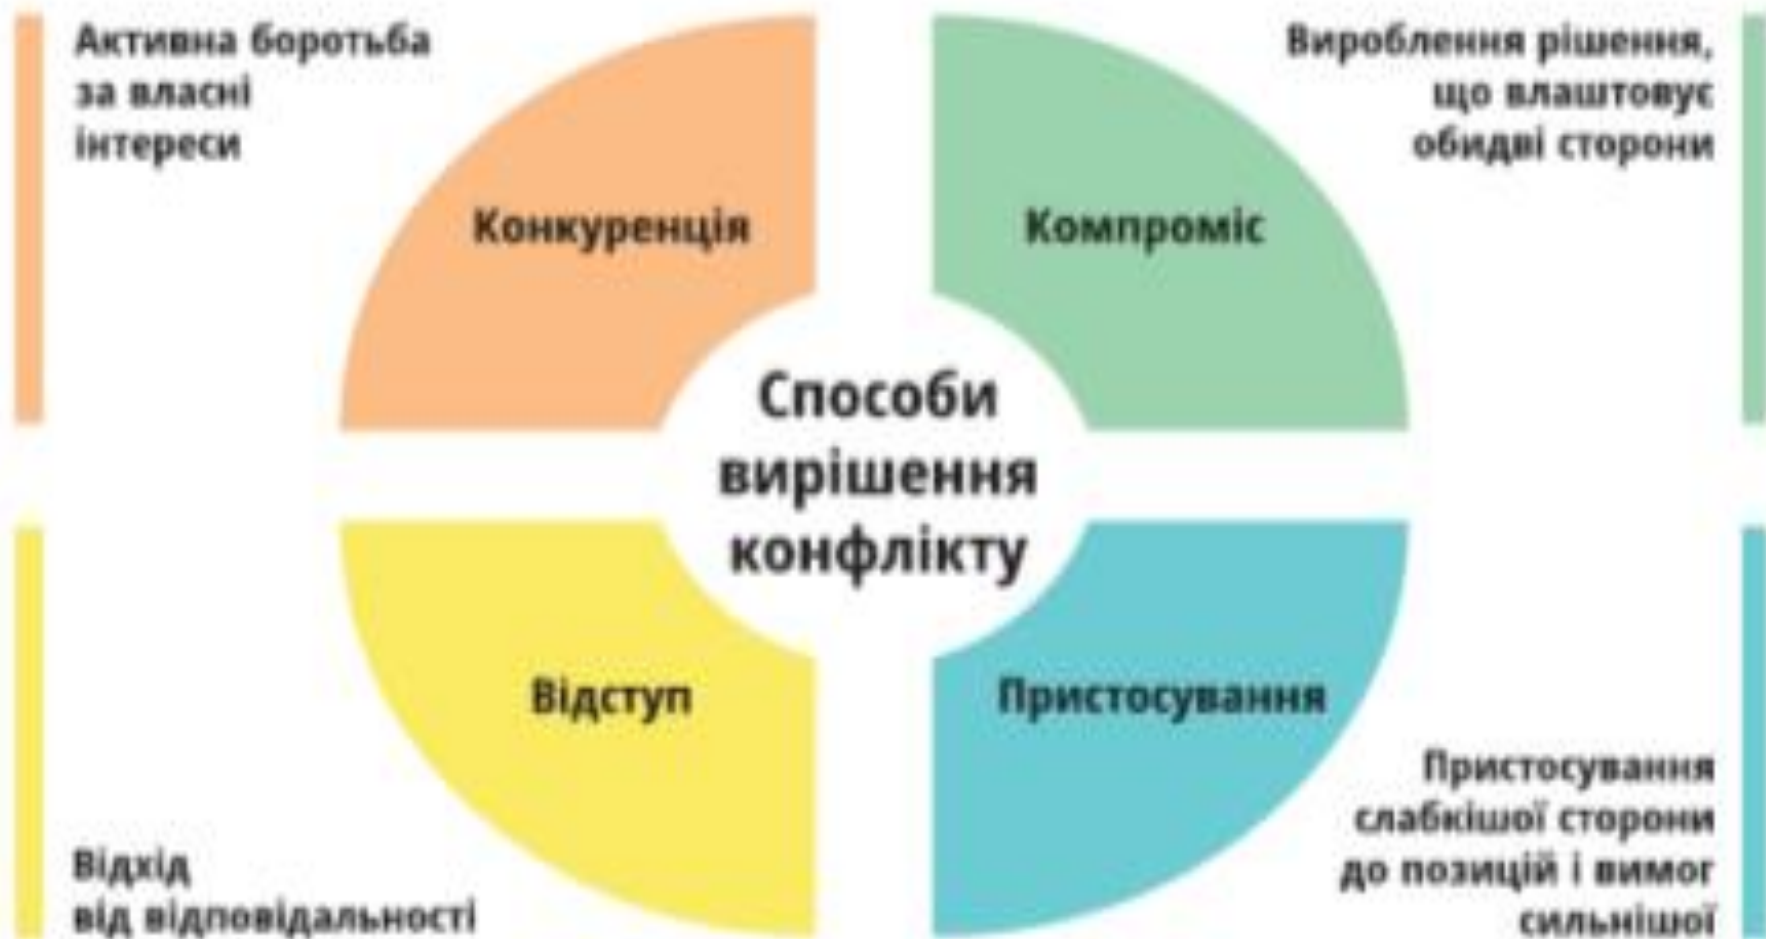 Активна боротьба
за власні
інтереси
Вироблення рішення,
що влаштовує
обидві сторони
Конкуренція
Компроміс
Способи
вирішення
конфлікту
Відступ
Пристосування
Відхід
від відповідальності
Пристосування
слабкішої сторони
до позицій і вимог
сильнішої